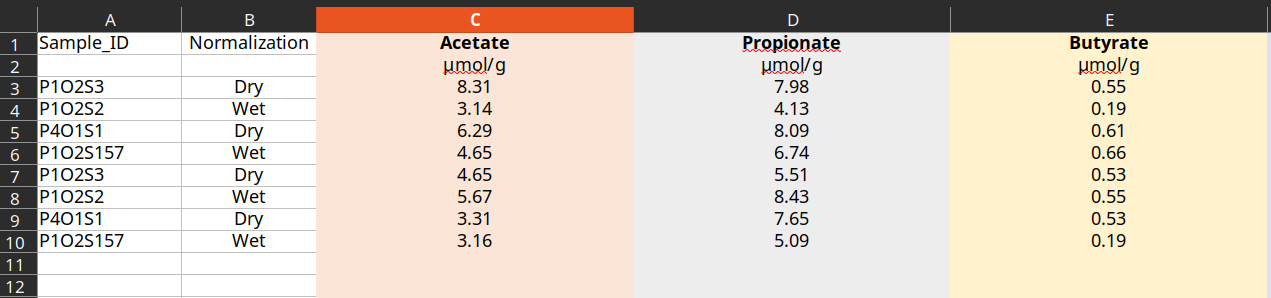 A B C D E
1 Sample_ID Normalization Acetate Propionate Butyrate
2 µmol/g µmol/g µmol/g
3 P1O2S3 Dry 8.31 7.98 0.55
4 P1O2S2 Wet 3.14 4.13 0.19
5 P4O1S1 Dry 6.29 8.09 0.61
6 P1O2S157 Wet 4.65 6.74 0.66
7 P1O2S3 Dry 4.65 5.51 0.53
8 P1O2S2 Wet 5.67 8.43 0.55
9 P4O1S1 Dry 3.31 7.65 0.53
10 P1O2S157 Wet 3.16 5.09 0.19
11
12